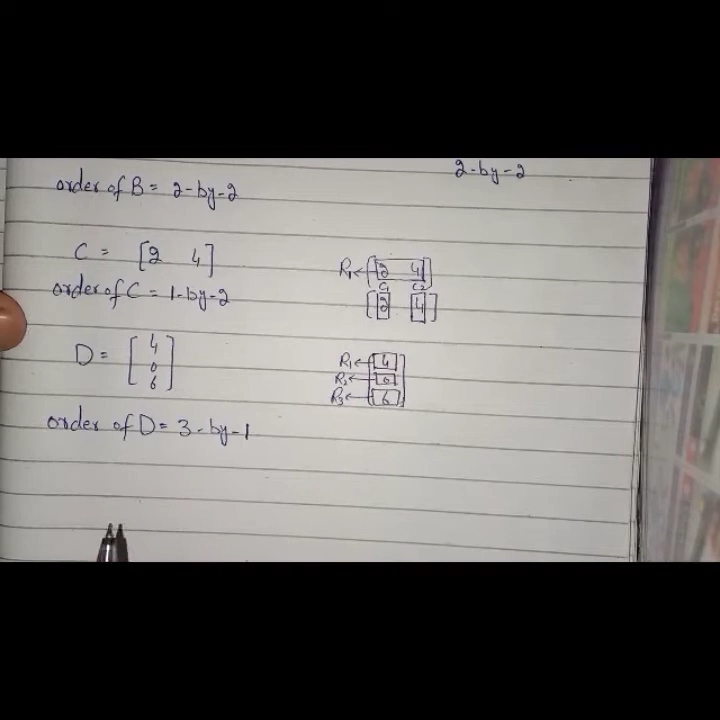 2-by-2
order of B = 2-by-2
C = [2 4]
R1← [2 4]
order of C = 1-by-2
C1 C2
[2 4]
D = [4
0
6]
R1← [4]
R2← [0]
R3← [6]
order of D = 3-by-1